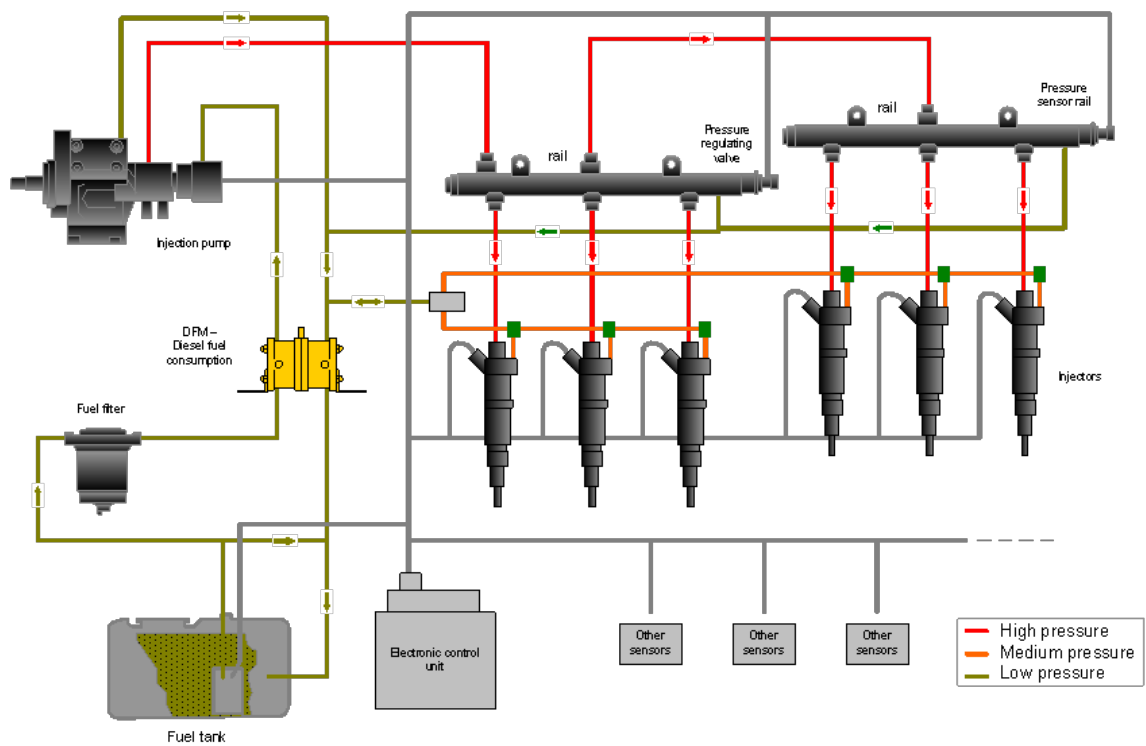 rail
Pressure
sensor rail
rail
Pressure
regulating
valve
Injection pump
DFM –
Diesel fuel
consumption
Injectors
Fuel filter
Electronic control
unit
Other
sensors
Other
sensors
Other
sensors
High pressure
Medium pressure
Low pressure
Fuel tank